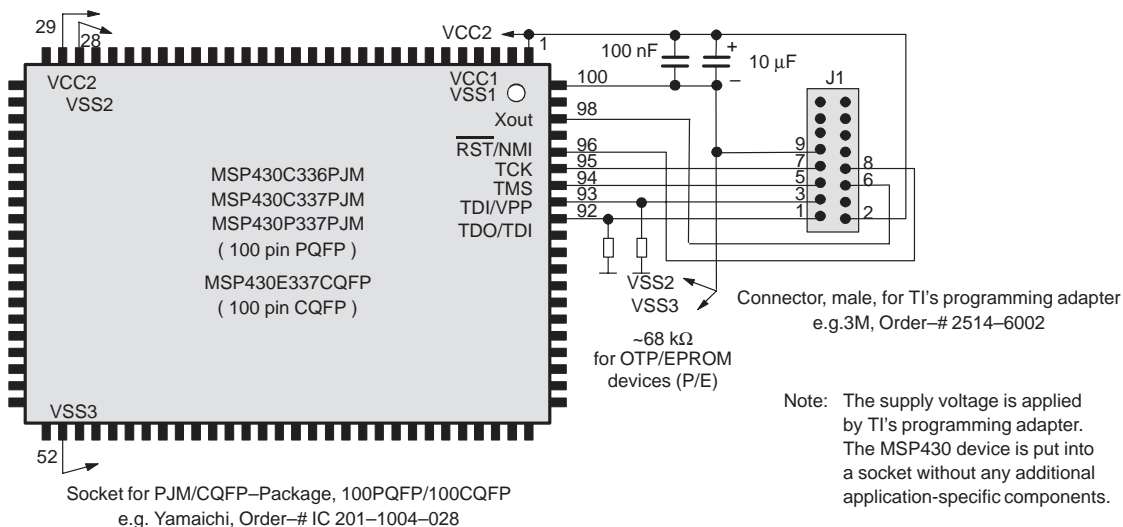 29
28
VCC2
1
100 nF
+
10 μF
–
J1
VCC2
VSS2
VCC1
VSS1
100
98
Xout
RST/NMI
96
TCK
95
TMS
94
TDI/VPP
93
TDO/TDI
92
9
7
5
3
1
8
6
2
MSP430C336PJM
MSP430C337PJM
MSP430P337PJM
( 100 pin PQFP )
MSP430E337CQFP
( 100 pin CQFP )
VSS2
VSS3
~68 kΩ
for OTP/EPROM
devices (P/E)
Connector, male, for TI's programming adapter
e.g.3M, Order–# 2514–6002
VSS3
52
Note: The supply voltage is applied
by TI's programming adapter.
The MSP430 device is put into
a socket without any additional
application-specific components.
Socket for PJM/CQFP–Package, 100PQFP/100CQFP
e.g. Yamaichi, Order–# IC 201–1004–028